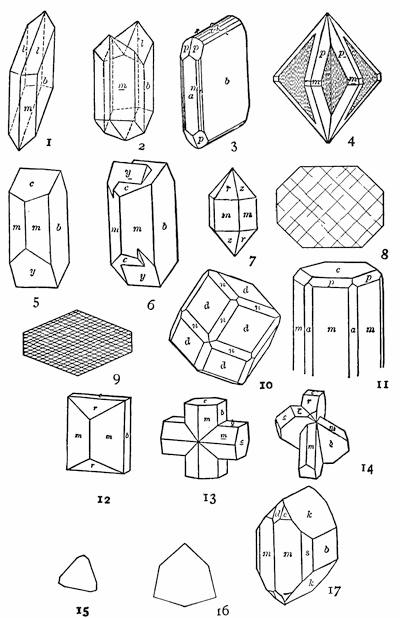 l l b m
1
l m b
2
p p p m a b p
3
p p m m
4
c m m b y
5
y c m m b c y
6
r z m m z r
7
8
9
d n d n d n d n d
10
c p p m a m a m
11
r m m b r
12
c m b m s
13
r m
14
15
16
d c k m m s b k
17